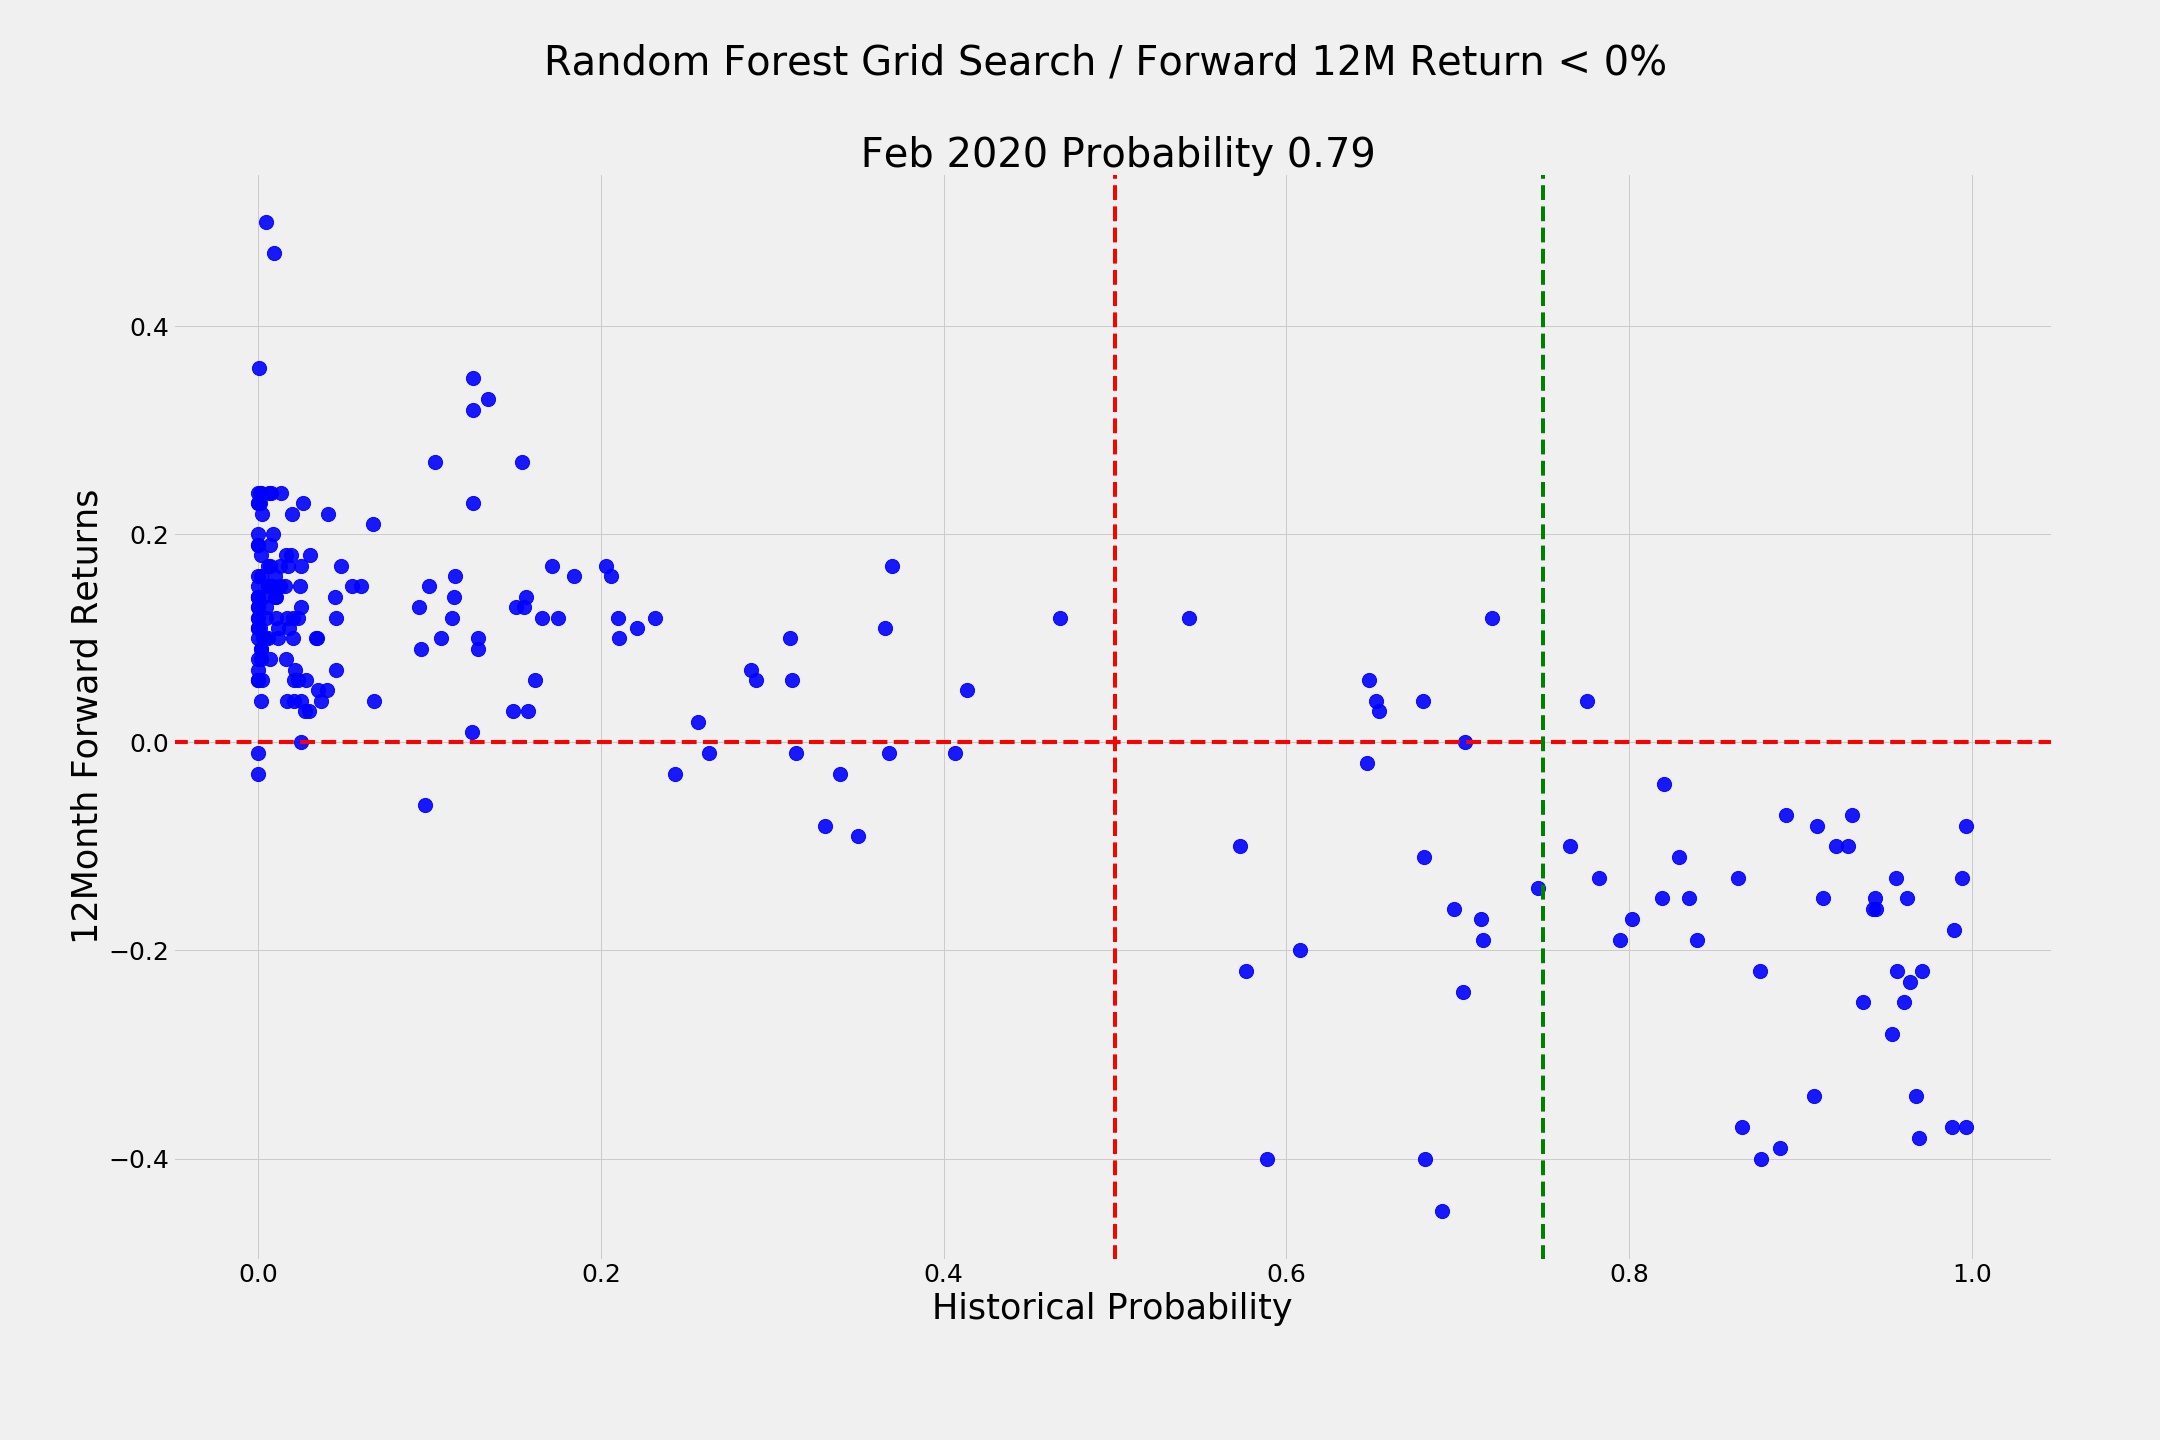 Random Forest Grid Search / Forward 12M Return < 0%
Feb 2020 Probability 0.79
12Month Forward Returns
0.4
0.2
0.0
−0.2
−0.4
0.0 0.2 0.4 0.6 0.8 1.0
Historical Probability